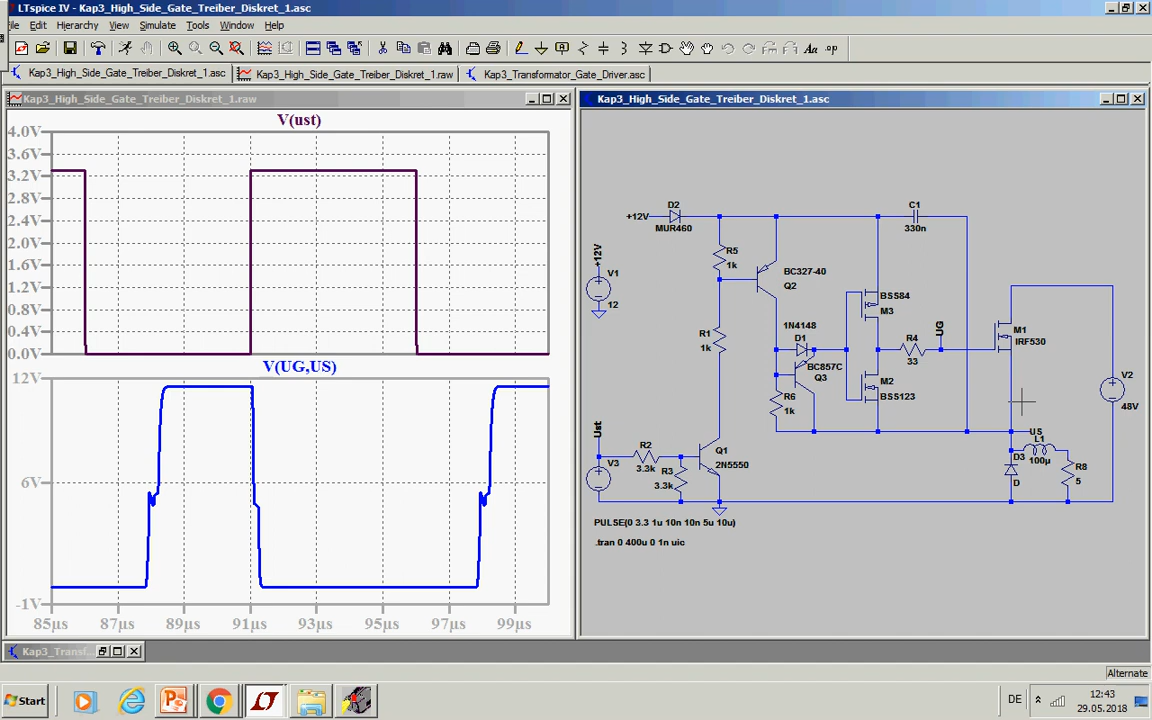 LTspice IV - Kap3_High_Side_Gate_Treiber_Diskret_1.asc
File Edit Hierarchy View Simulate Tools Window Help
Kap3_High_Side_Gate_Treiber_Diskret_1.asc Kap3_High_Side_Gate_Treiber_Diskret_1.raw Kap3_Transformator_Gate_Driver.asc
Kap3_High_Side_Gate_Treiber_Diskret_1.raw
V(ust)
4.0V
3.6V
3.2V
2.8V
2.4V
2.0V
1.6V
1.2V
0.8V
0.4V
0.0V
V(UG,US)
12V
6V
-1V
85µs 87µs 89µs 91µs 93µs 95µs 97µs 99µs
Kap3_High_Side_Gate_Treiber_Diskret_1.asc
D2
+12V
MUR460
C1
330n
+12V
V1
12
R5
1k
BC327-40
Q2
BSS84
M3
R1
1k
1N4148
D1
BC857C
Q3
R4
33
UG
M1
IRF530
M2
BSS123
R6
1k
V2
48V
Ust
V3
R2
3.3k
R3
3.3k
Q1
2N5550
US
L1
100µ
D3
D
R8
5
PULSE(0 3.3 1u 10n 10n 5u 10u)
.tran 0 400u 0 1n uic
Kap3_Transf...
Alternate
Start
DE
12:43
29.05.2018